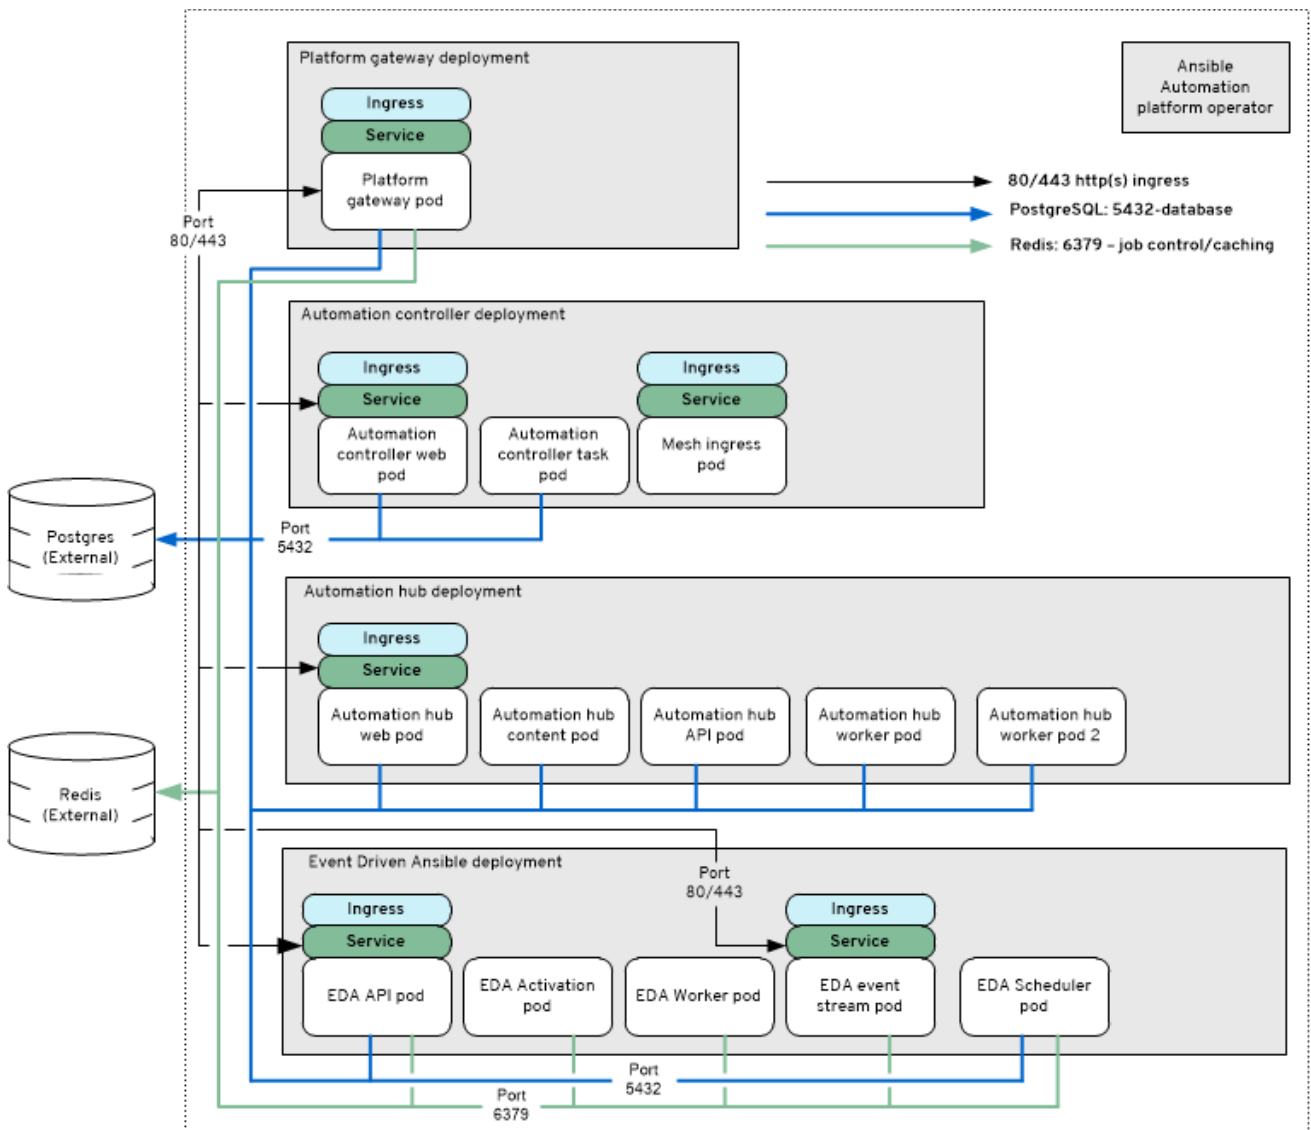 Platform gateway deployment
Ingress
Service
Platform
gateway pod
Ansible
Automation
platform operator
80/443 http(s) ingress
PostgreSQL: 5432-database
Redis: 6379 – job control/caching
Port
80/443
Automation controller deployment
Ingress
Service
Automation
controller web
pod
Automation
controller task
pod
Ingress
Service
Mesh ingress
pod
Postgres
(External)
Port
5432
Automation hub deployment
Ingress
Service
Automation hub
web pod
Automation hub
content pod
Automation hub
API pod
Automation hub
worker pod
Automation hub
worker pod 2
Redis
(External)
Event Driven Ansible deployment
Port
80/443
Ingress
Service
EDA API pod
EDA Activation
pod
EDA Worker pod
Ingress
Service
EDA event
stream pod
EDA Scheduler
pod
Port
5432
Port
6379